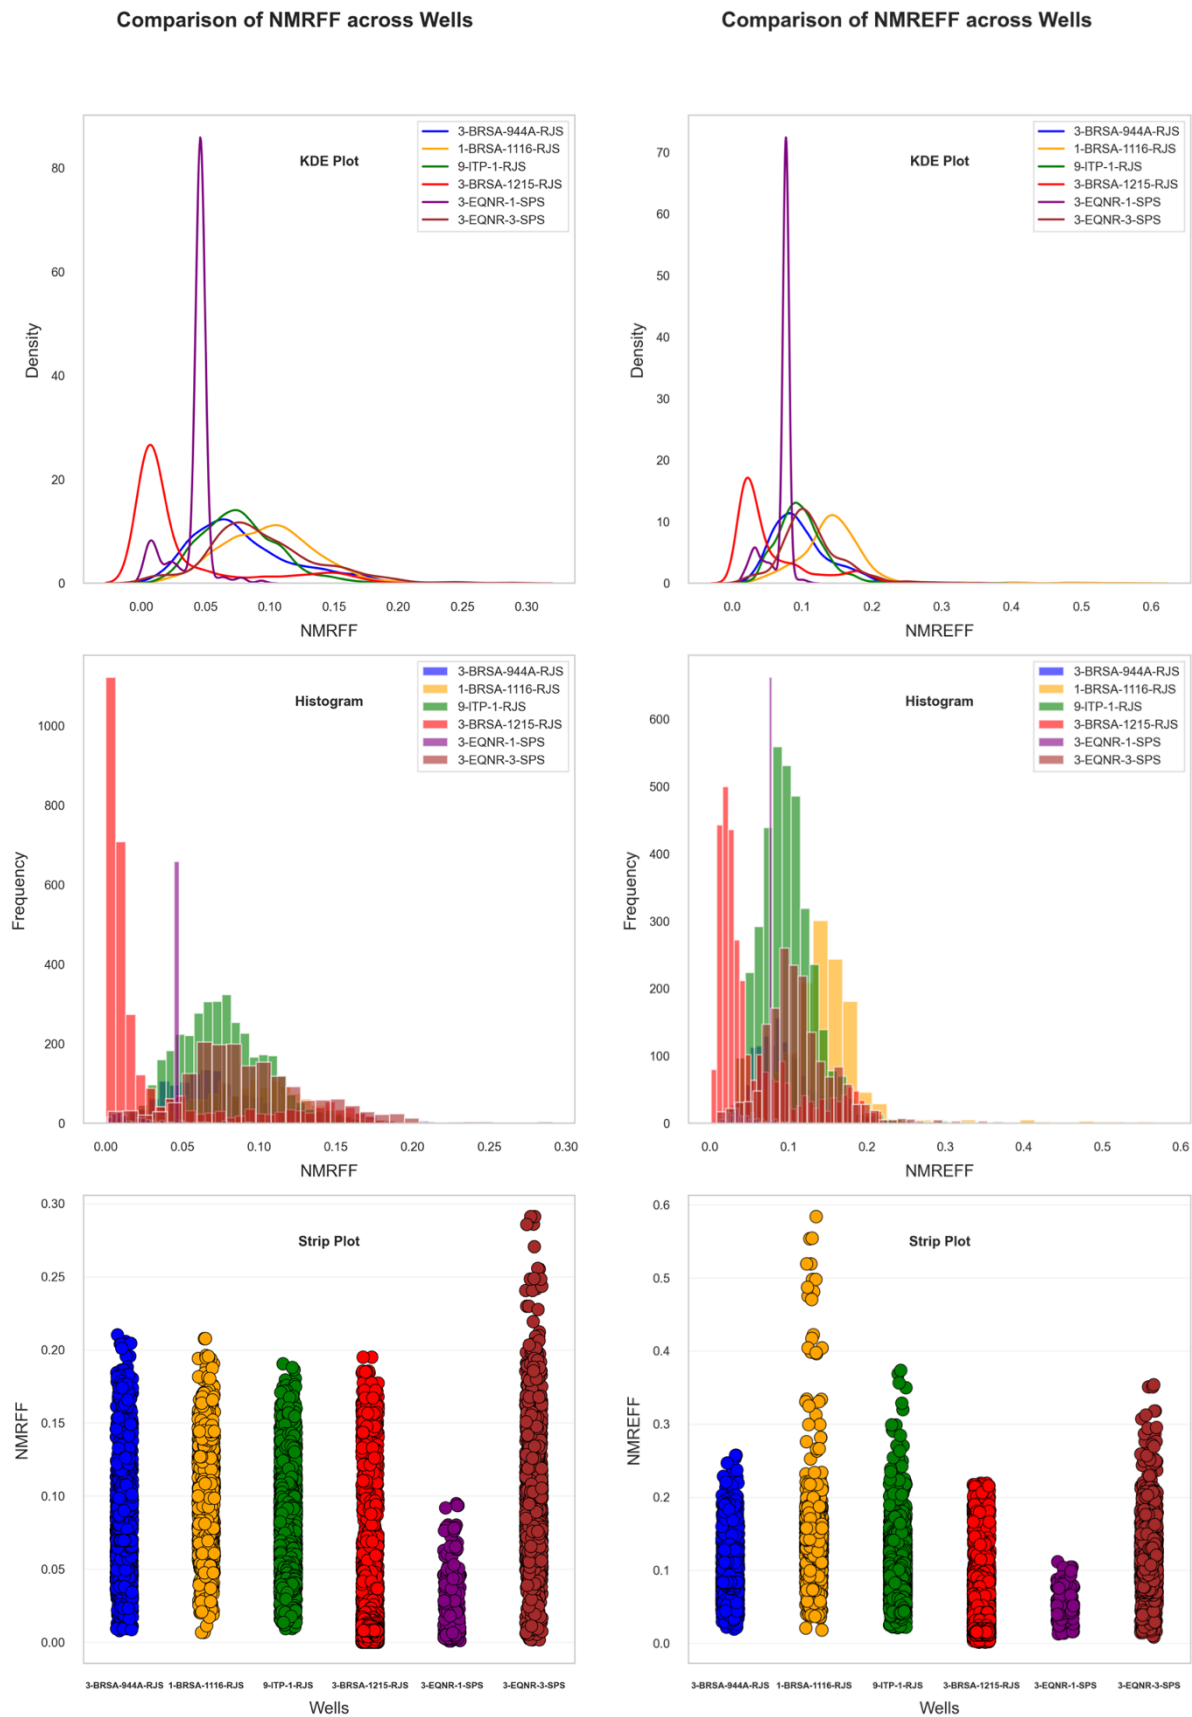 Comparison of NMRFF across Wells
Comparison of NMREFF across Wells
KDE Plot
3-BRSA-944A-RJS
1-BRSA-1116-RJS
9-ITP-1-RJS
3-BRSA-1215-RJS
3-EQNR-1-SPS
3-EQNR-3-SPS
Density
80
60
40
20
0
0.00 0.05 0.10 0.15 0.20 0.25 0.30
NMRFF
KDE Plot
3-BRSA-944A-RJS
1-BRSA-1116-RJS
9-ITP-1-RJS
3-BRSA-1215-RJS
3-EQNR-1-SPS
3-EQNR-3-SPS
Density
70
60
50
40
30
20
10
0
0.0 0.1 0.2 0.3 0.4 0.5 0.6
NMREFF
Histogram
3-BRSA-944A-RJS
1-BRSA-1116-RJS
9-ITP-1-RJS
3-BRSA-1215-RJS
3-EQNR-1-SPS
3-EQNR-3-SPS
Frequency
1000
800
600
400
200
0
0.00 0.05 0.10 0.15 0.20 0.25 0.30
NMRFF
Histogram
3-BRSA-944A-RJS
1-BRSA-1116-RJS
9-ITP-1-RJS
3-BRSA-1215-RJS
3-EQNR-1-SPS
3-EQNR-3-SPS
Frequency
600
500
400
300
200
100
0
0.0 0.1 0.2 0.3 0.4 0.5 0.6
NMREFF
Strip Plot
NMRFF
0.30
0.25
0.20
0.15
0.10
0.05
0.00
3-BRSA-944A-RJS 1-BRSA-1116-RJS 9-ITP-1-RJS 3-BRSA-1215-RJS 3-EQNR-1-SPS 3-EQNR-3-SPS
Wells
Strip Plot
NMREFF
0.6
0.5
0.4
0.3
0.2
0.1
0.0
3-BRSA-944A-RJS 1-BRSA-1116-RJS 9-ITP-1-RJS 3-BRSA-1215-RJS 3-EQNR-1-SPS 3-EQNR-3-SPS
Wells